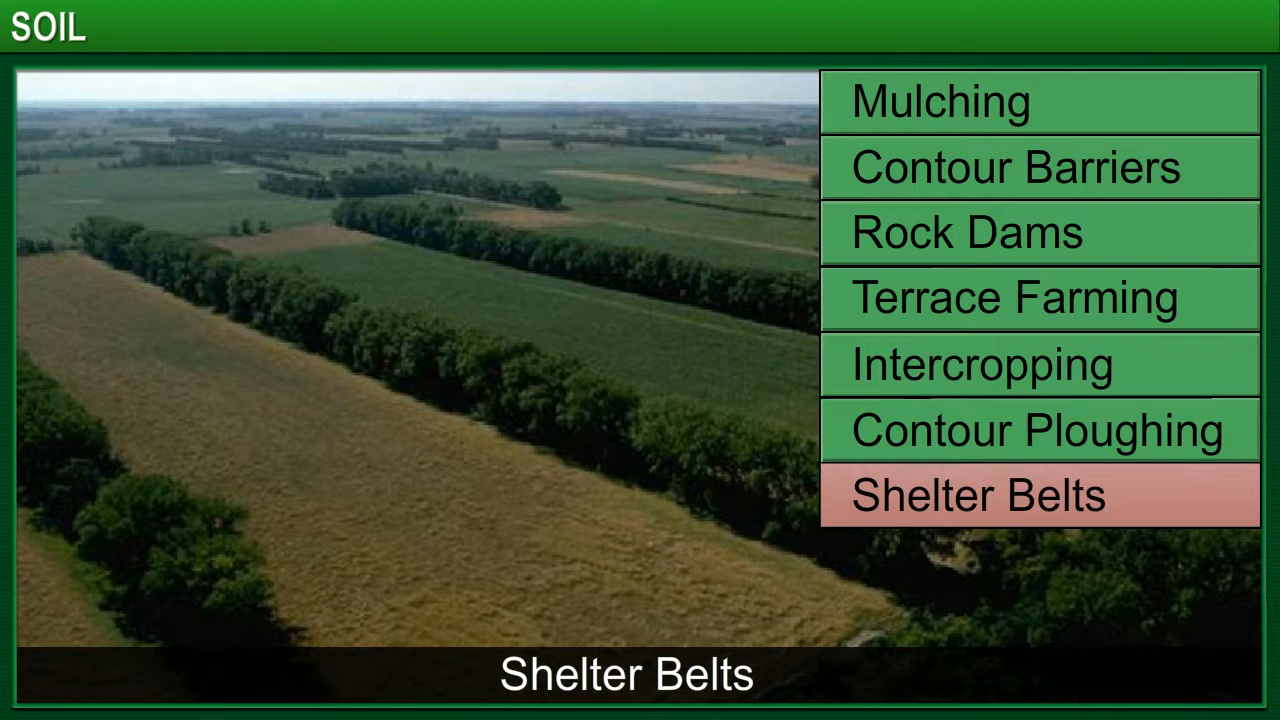 SOIL
Mulching
Contour Barriers
Rock Dams
Terrace Farming
Intercropping
Contour Ploughing
Shelter Belts
Shelter Belts